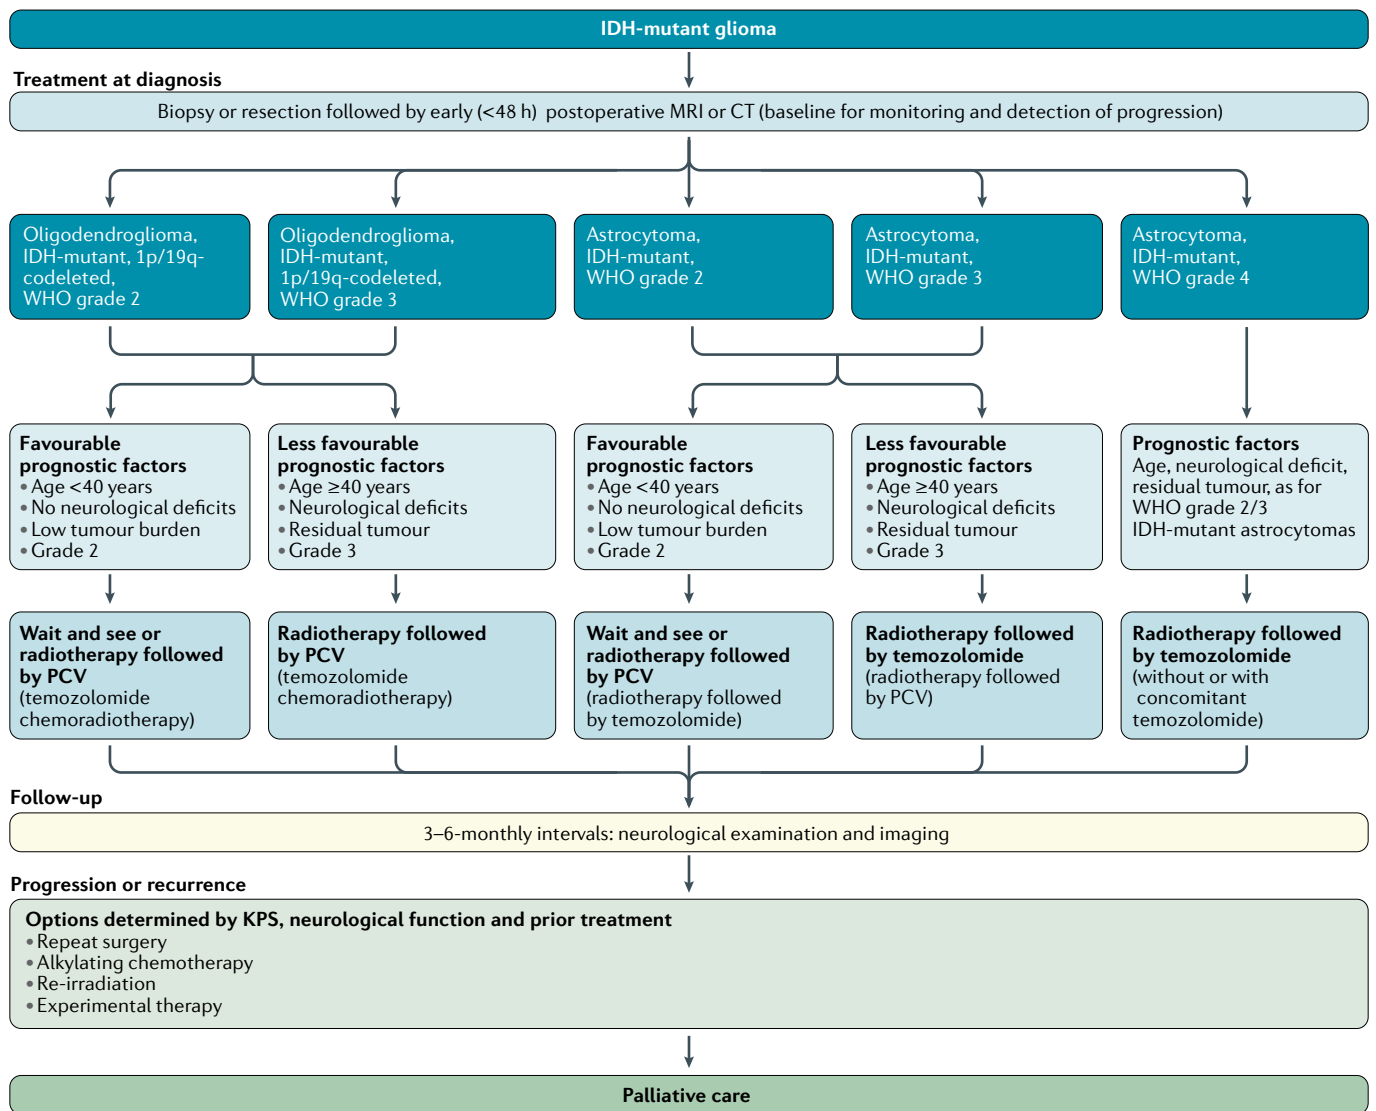 IDH-mutant glioma
Treatment at diagnosis
Biopsy or resection followed by early (<48 h) postoperative MRI or CT (baseline for monitoring and detection of progression)
Oligodendroglioma,
IDH-mutant, 1p/19q-
codeleted,
WHO grade 2
Oligodendroglioma,
IDH-mutant,
1p/19q-codeleted,
WHO grade 3
Astrocytoma,
IDH-mutant,
WHO grade 2
Astrocytoma,
IDH-mutant,
WHO grade 3
Astrocytoma,
IDH-mutant,
WHO grade 4
Favourable
prognostic factors
• Age <40 years
• No neurological deficits
• Low tumour burden
• Grade 2
Less favourable
prognostic factors
• Age ≥40 years
• Neurological deficits
• Residual tumour
• Grade 3
Favourable
prognostic factors
• Age <40 years
• No neurological deficits
• Low tumour burden
• Grade 2
Less favourable
prognostic factors
• Age ≥40 years
• Neurological deficits
• Residual tumour
• Grade 3
Prognostic factors
Age, neurological deficit,
residual tumour, as for
WHO grade 2/3
IDH-mutant astrocytomas
Wait and see or
radiotherapy followed
by PCV
(temozolomide
chemoradiotherapy)
Radiotherapy followed
by PCV
(temozolomide
chemoradiotherapy)
Wait and see or
radiotherapy followed
by PCV
(radiotherapy followed
by temozolomide)
Radiotherapy followed
by temozolomide
(radiotherapy followed
by PCV)
Radiotherapy followed
by temozolomide
(without or with
concomitant
temozolomide)
Follow-up
3–6-monthly intervals: neurological examination and imaging
Progression or recurrence
Options determined by KPS, neurological function and prior treatment
• Repeat surgery
• Alkylating chemotherapy
• Re-irradiation
• Experimental therapy
Palliative care